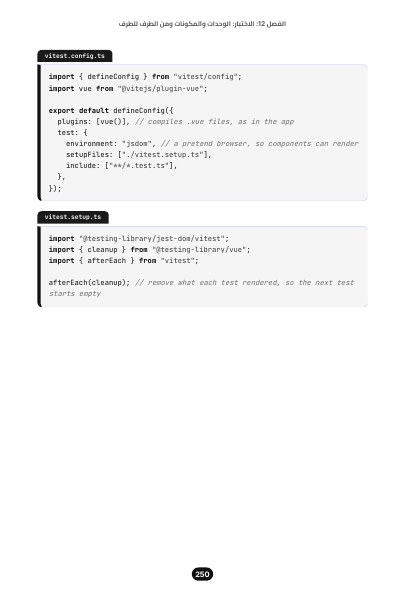 الفصل 12: الاختبار: الوحدات والمكونات ومن الطرف للطرف
vitest.config.ts
import { defineConfig } from "vitest/config";
import vue from "@vitejs/plugin-vue";
export default defineConfig({
  plugins: [vue()], // compiles .vue files, as in the app
  test: {
    environment: "jsdom", // a pretend browser, so components can render
    setupFiles: ["./vitest.setup.ts"],
    include: ["**/*.test.ts"],
  },
});
vitest.setup.ts
import "@testing-library/jest-dom/vitest";
import { cleanup } from "@testing-library/vue";
import { afterEach } from "vitest";
afterEach(cleanup); // remove what each test rendered, so the next test
starts empty
250